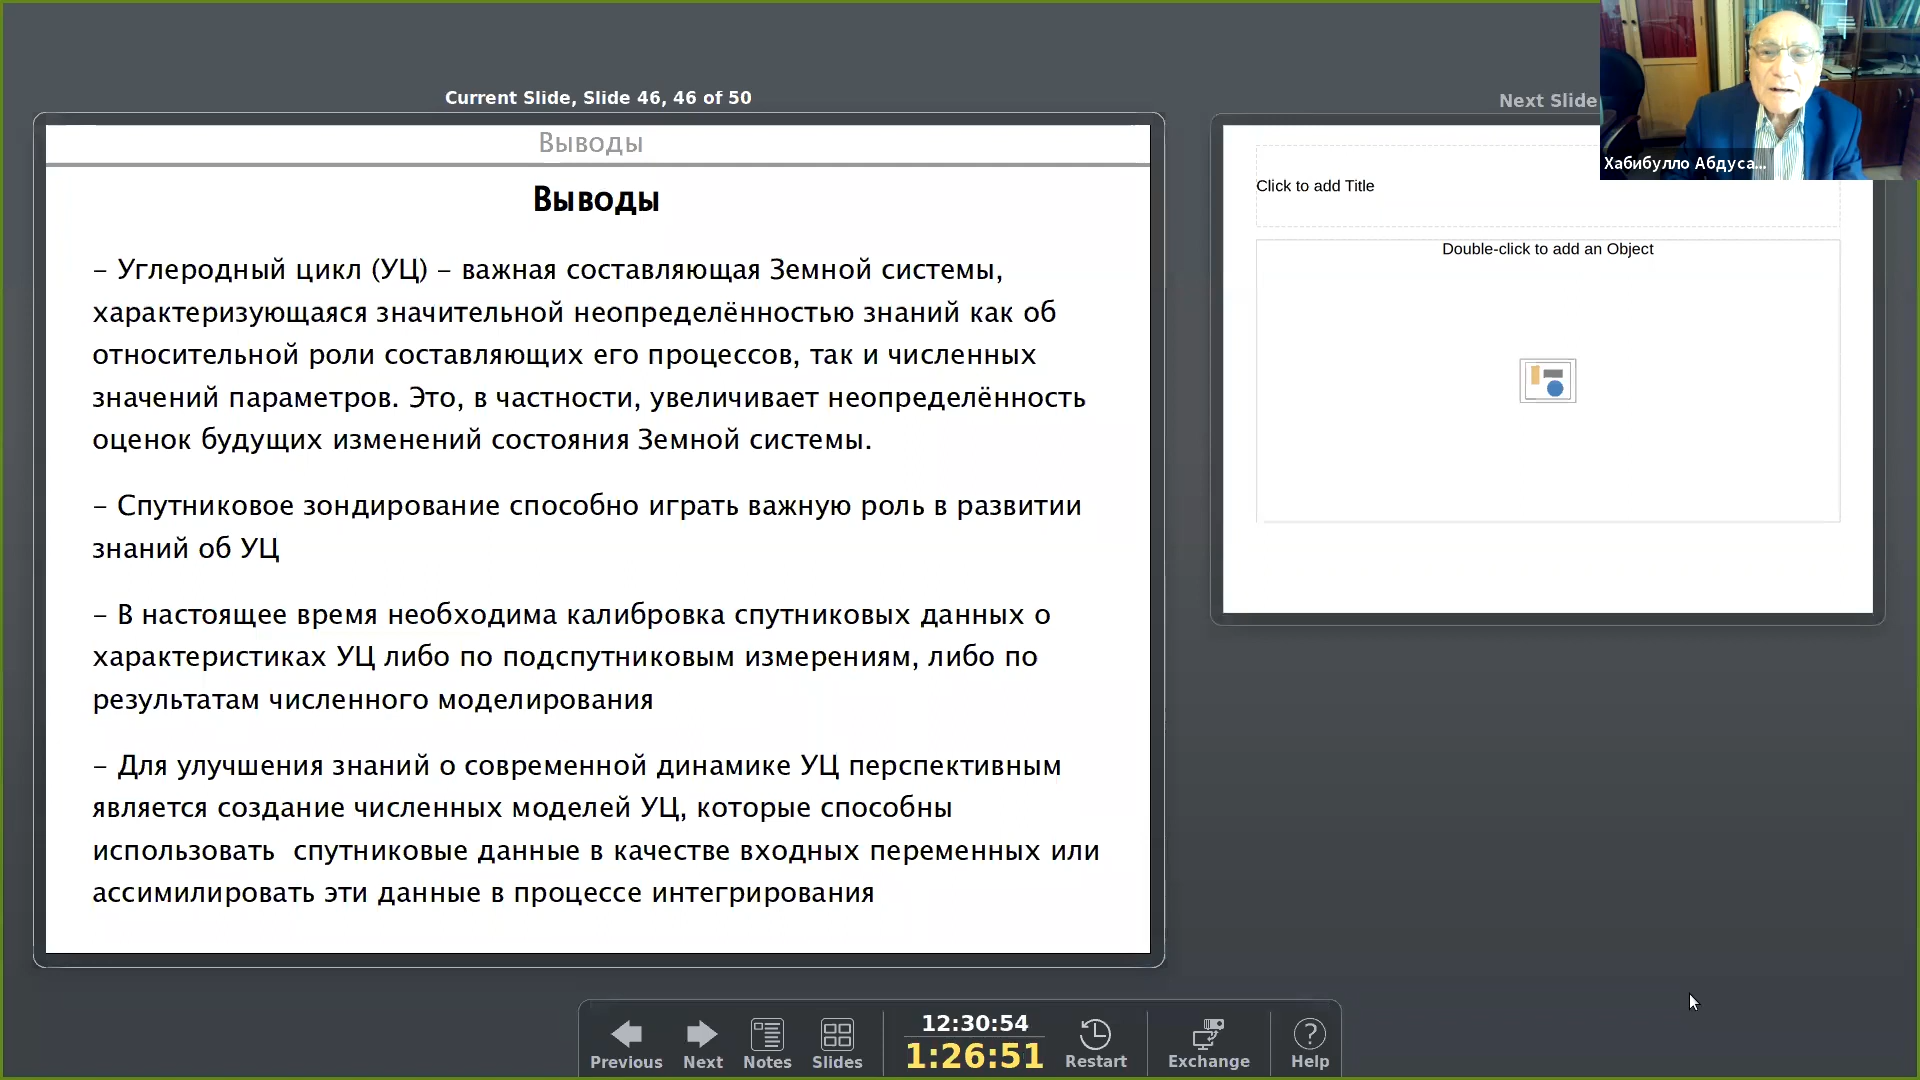 Current Slide, Slide 46, 46 of 50
Выводы
Выводы
– Углеродный цикл (УЦ) – важная составляющая Земной системы,
характеризующаяся значительной неопределённостью знаний как об
относительной роли составляющих его процессов, так и численных
значений параметров. Это, в частности, увеличивает неопределённость
оценок будущих изменений состояния Земной системы.
– Спутниковое зондирование способно играть важную роль в развитии
знаний об УЦ
– В настоящее время необходима калибровка спутниковых данных о
характеристиках УЦ либо по подспутниковым измерениям, либо по
результатам численного моделирования
– Для улучшения знаний о современной динамике УЦ перспективным
является создание численных моделей УЦ, которые способны
использовать  спутниковые данные в качестве входных переменных или
ассимилировать эти данные в процессе интегрирования
Next Slide
Хабибулло Абдуса...
Click to add Title
Double-click to add an Object
Previous
Next
Notes
Slides
12:30:54
1:26:51
Restart
Exchange
Help